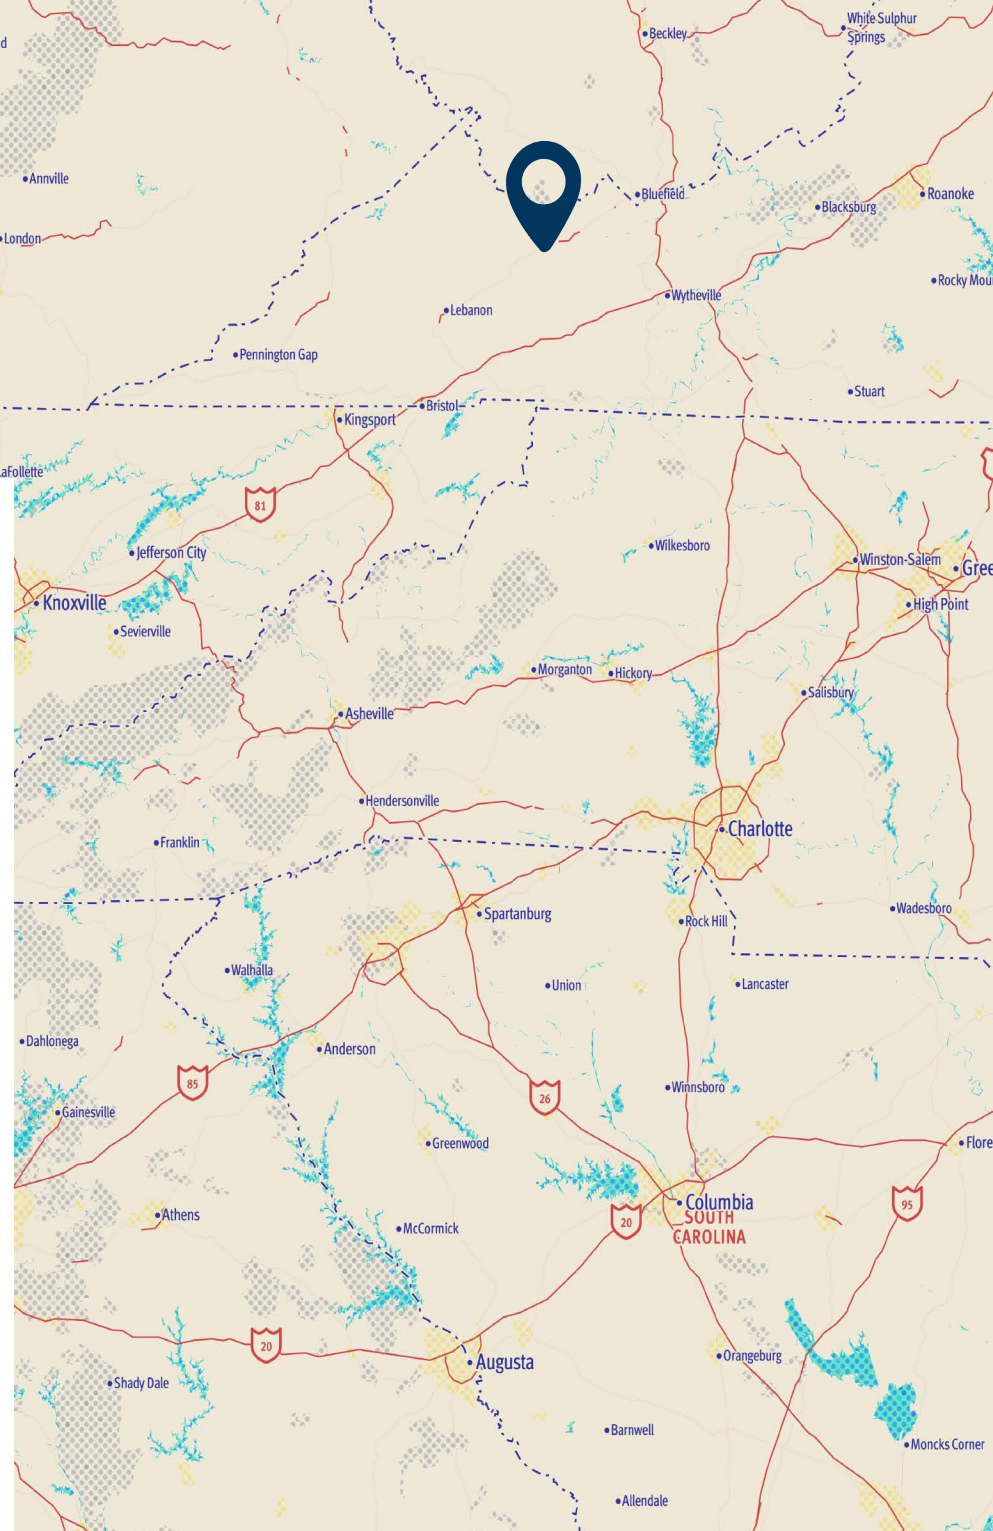 White Sulphur
Springs
Beckley
d
Annville
Bluefield
Roanoke
Blacksburg
London
Rocky Mou
Wytheville
Lebanon
Pennington Gap
Stuart
Bristol
Kingsport
LaFollette
81
Wilkesboro
Jefferson City
Winston-Salem
Gree
Knoxville
High Point
Sevierville
Morganton
Hickory
Salisbury
Asheville
Hendersonville
Charlotte
Franklin
Wadesboro
Spartanburg
Rock Hill
Walhalla
Lancaster
Union
Dahlonega
Anderson
85
Winnsboro
26
Gainesville
Greenwood
Flore
Columbia
95
SOUTH
CAROLINA
20
Athens
McCormick
20
Augusta
Orangeburg
Shady Dale
Barnwell
Moncks Corner
Allendale